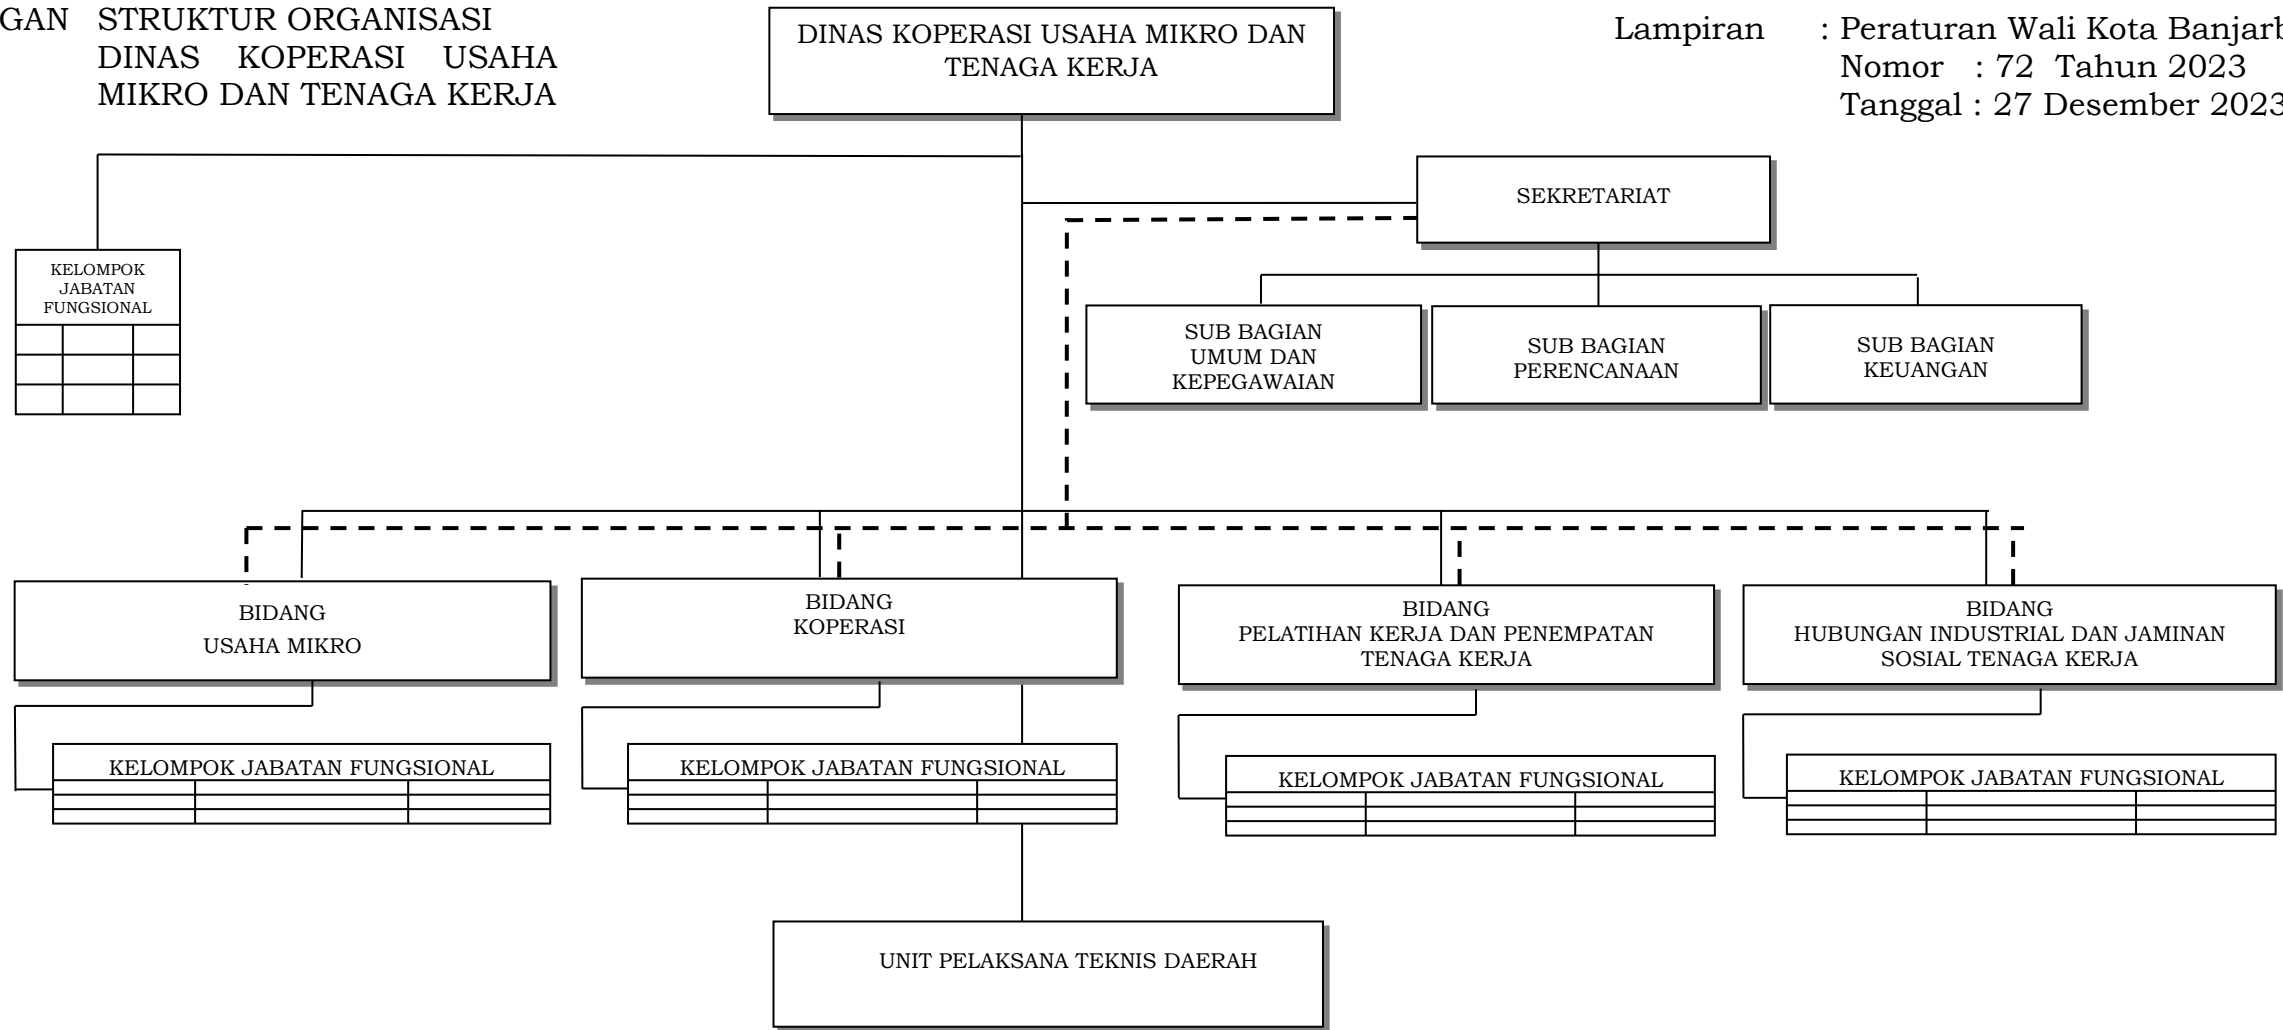 GAN STRUKTUR ORGANISASI
DINAS KOPERASI USAHA
MIKRO DAN TENAGA KERJA
DINAS KOPERASI USAHA MIKRO DAN
TENAGA KERJA
Lampiran : Peraturan Wali Kota
Nomor : 72 Tahun 2023
Tanggal : 27 Desember 2023
SEKRETARIAT
KELOMPOK
JABATAN
FUNGSIONAL
SUB BAGIAN
UMUM DAN
KEPEGAWAIAN
SUB BAGIAN
PERENCANAAN
SUB BAGIAN
KEUANGAN
BIDANG
USAHA MIKRO
BIDANG
KOPERASI
BIDANG
PELATIHAN KERJA DAN PENEMPATAN
TENAGA KERJA
BIDANG
HUBUNGAN INDUSTRIAL DAN JAMINAN
SOSIAL TENAGA KERJA
KELOMPOK JABATAN FUNGSIONAL
KELOMPOK JABATAN FUNGSIONAL
KELOMPOK JABATAN FUNGSIONAL
KELOMPOK JABATAN FUNGSIONAL
UNIT PELAKSANA TEKNIS DAERAH